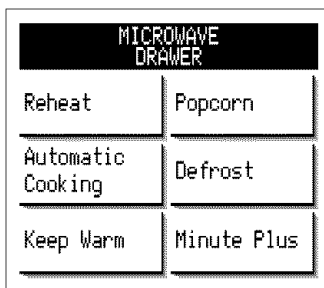 MICROWAVE
DRAWER
Reheat
Popcorn
Automatic
Cooking
Defrost
Keep Warm
Minute Plus